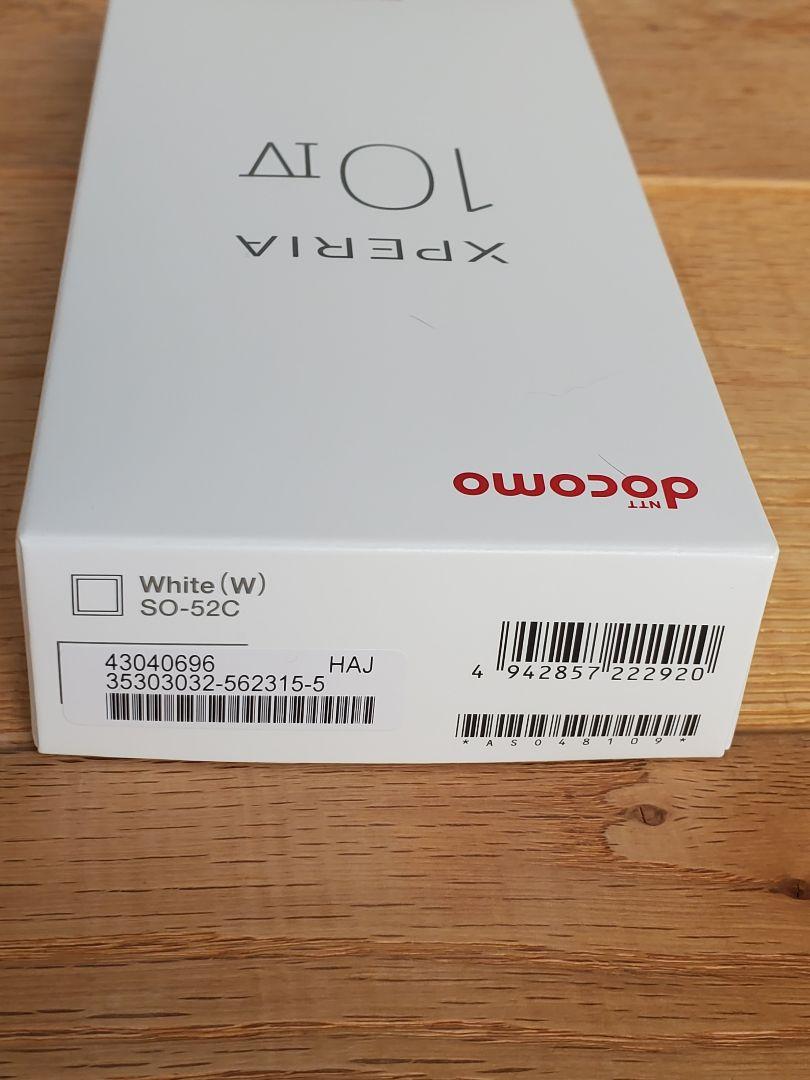 XPERIA
10 IV
NTT
docomo
White (W)
SO-52C
43040696 HAJ
35303032-562315-5
4 942857 222920
*AS048109*